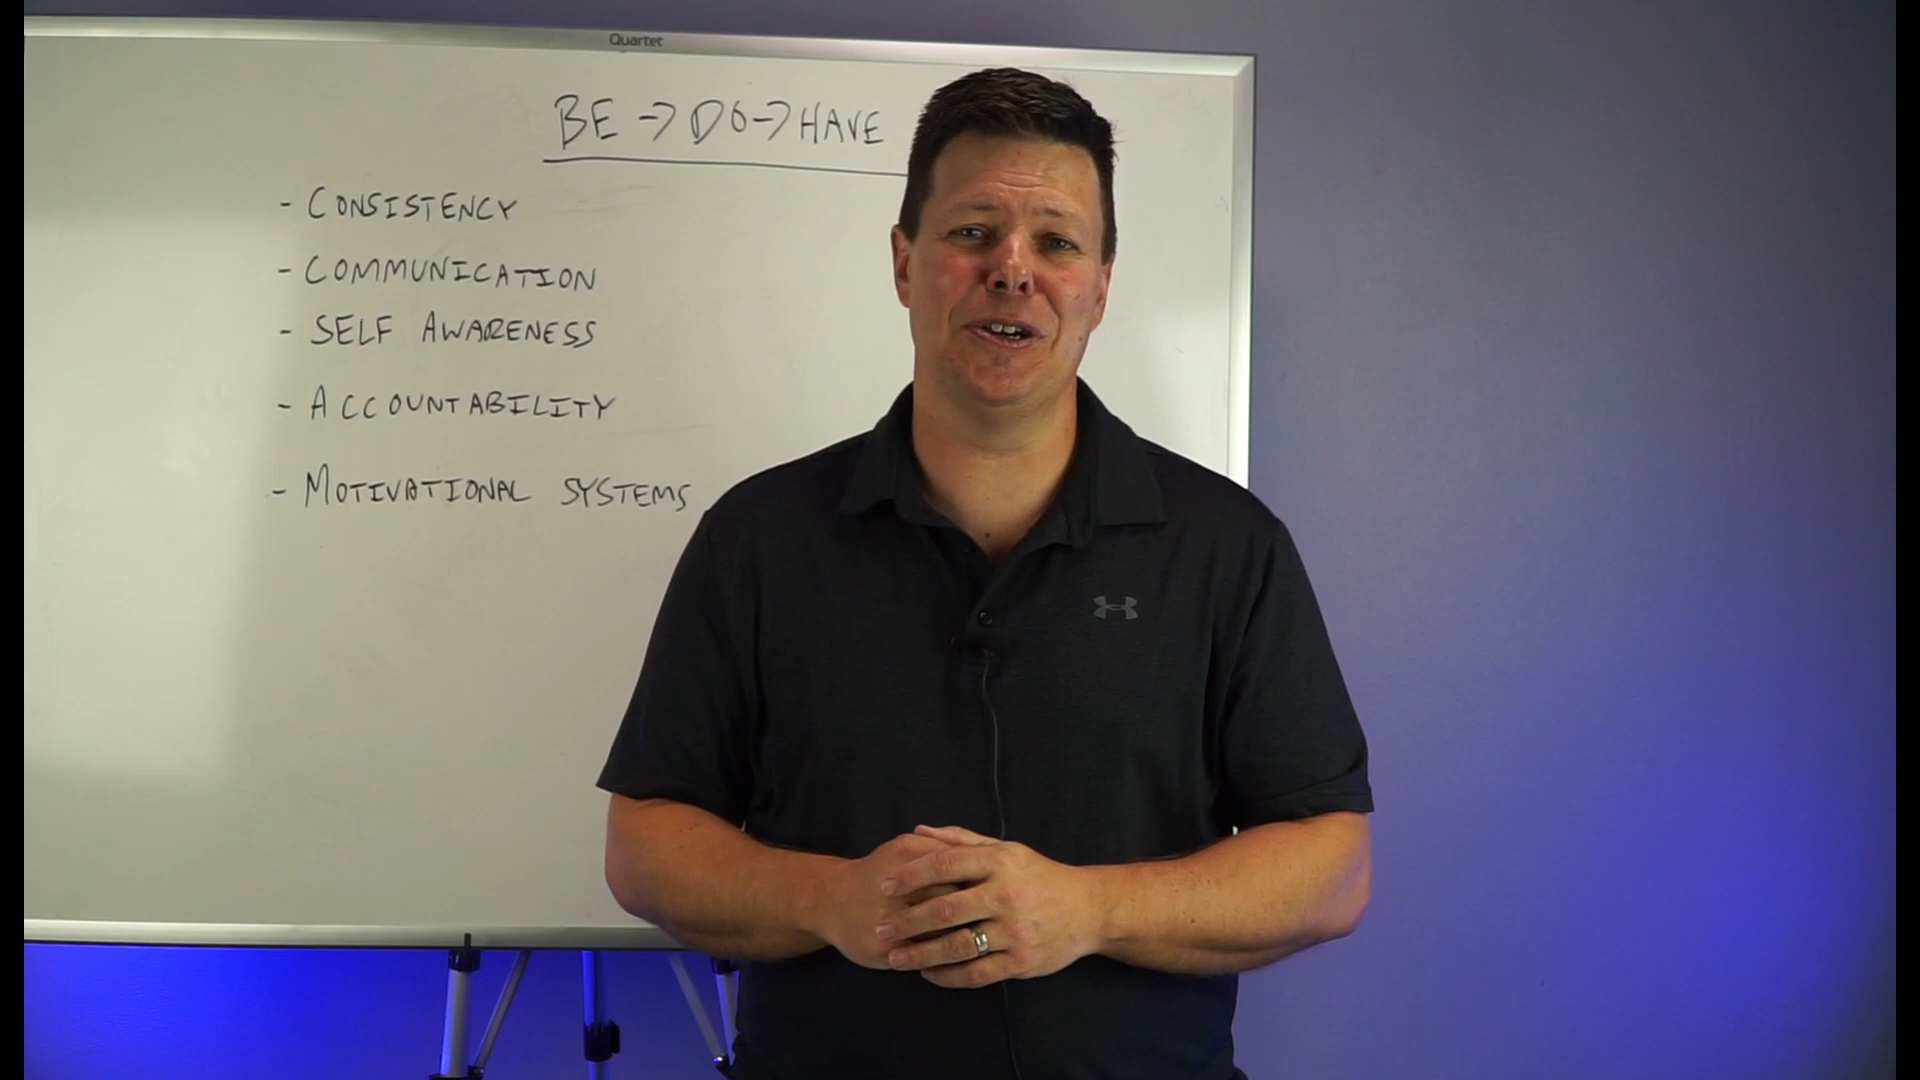 Quartet
BE → DO → HAVE
- CONSISTENCY
- COMMUNICATION
- SELF AWARENESS
- ACCOUNTABILITY
- MOTIVATIONAL SYSTEMS